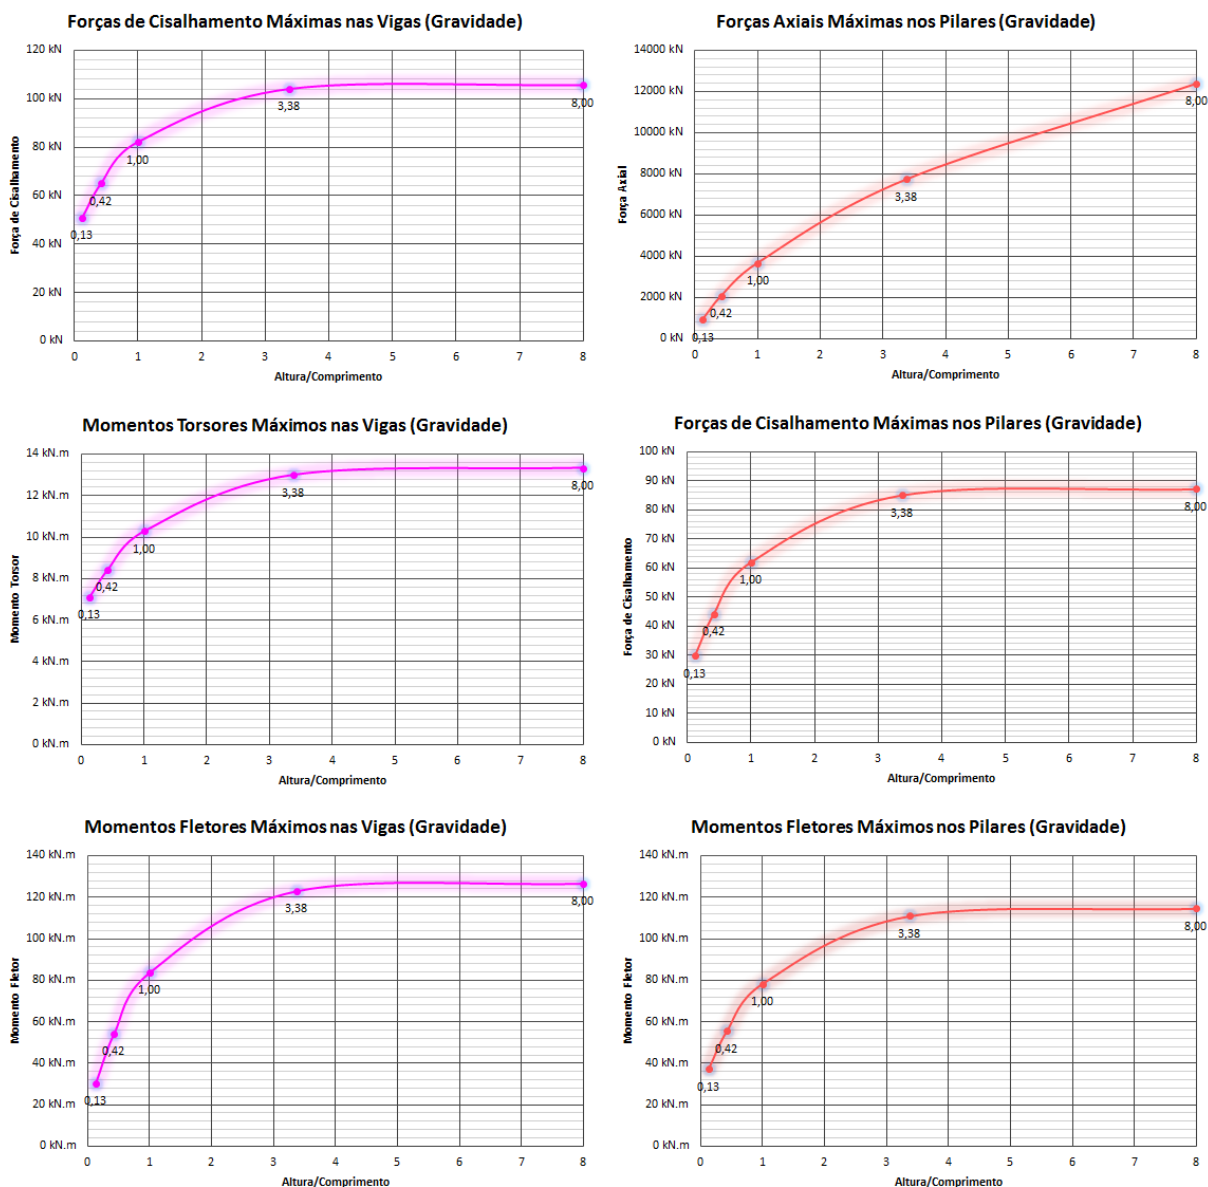 Forças de Cisalhamento Máximas nas Vigas (Gravidade)
120 kN
100 kN
80 kN
60 kN
40 kN
20 kN
0 kN
Força de Cisalhamento
0,13
0,42
1,00
3,38
8,00
0 1 2 3 4 5 6 7 8
Altura/Comprimento
Forças Axiais Máximas nos Pilares (Gravidade)
14000 kN
12000 kN
10000 kN
8000 kN
6000 kN
4000 kN
2000 kN
0 kN
Força Axial
0,13
0,42
1,00
3,38
8,00
0 1 2 3 4 5 6 7 8
Altura/Comprimento
Momentos Torsores Máximos nas Vigas (Gravidade)
14 kN.m
12 kN.m
10 kN.m
8 kN.m
6 kN.m
4 kN.m
2 kN.m
0 kN.m
Momento Torsor
0,13
0,42
1,00
3,38
8,00
0 1 2 3 4 5 6 7 8
Altura/Comprimento
Forças de Cisalhamento Máximas nos Pilares (Gravidade)
100 kN
90 kN
80 kN
70 kN
60 kN
50 kN
40 kN
30 kN
20 kN
10 kN
0 kN
Força de Cisalhamento
0,13
0,42
1,00
3,38
8,00
0 1 2 3 4 5 6 7 8
Altura/Comprimento
Momentos Fletores Máximos nas Vigas (Gravidade)
140 kN.m
120 kN.m
100 kN.m
80 kN.m
60 kN.m
40 kN.m
20 kN.m
0 kN.m
Momento Fletor
0,13
0,42
1,00
3,38
8,00
0 1 2 3 4 5 6 7 8
Altura/Comprimento
Momentos Fletores Máximos nos Pilares (Gravidade)
140 kN.m
120 kN.m
100 kN.m
80 kN.m
60 kN.m
40 kN.m
20 kN.m
0 kN.m
Momento Fletor
0,13
0,42
1,00
3,38
8,00
0 1 2 3 4 5 6 7 8
Altura/Comprimento